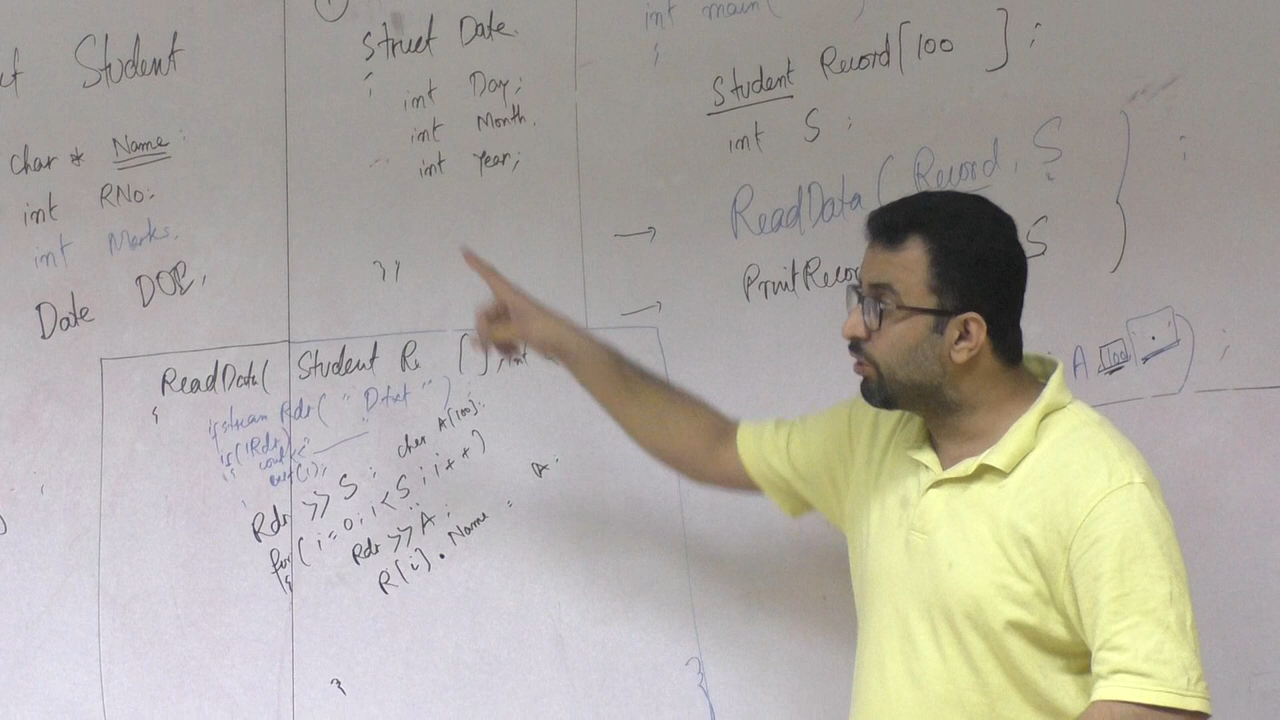 Student
char * Name;
int RNo;
int Marks;
Date DOB,
1
struct Date
{
int Day;
int Month.
int Year;
};
int main(
{
Student Record[100];
int S;
ReadData(Record, S
;
PrintRecor
S
A 100
;
ReadData( Student R [], int
{
ifstream Rdr( " D.txt " )
if(!Rdr)
{ cout<< "
exit(1);
char A[100];
Rdr >> S;
for( i=0; i<S; i++)
{
Rdr >> A;
R[i].Name = A;
}
}